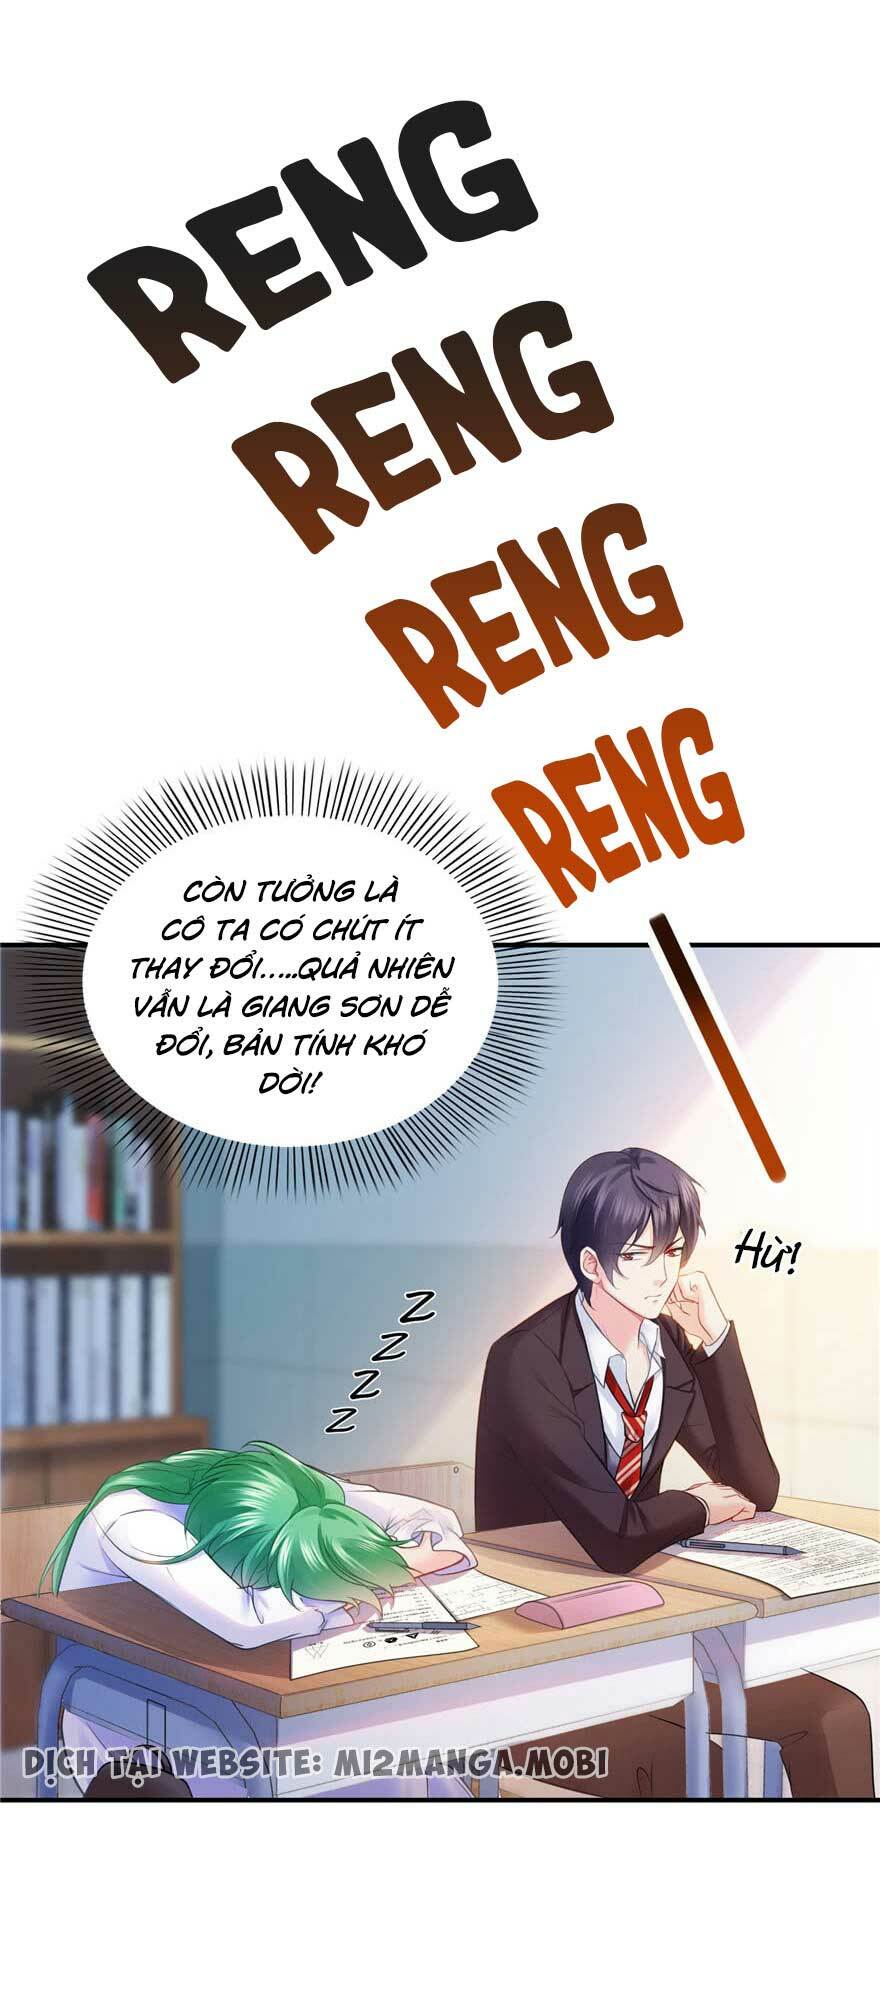 RENG
RENG
RENG
RENG
CÒN TƯỞNG LÀ
CÔ TA CÓ CHÚT ÍT
THAY ĐỔI.....QUẢ NHIÊN
VẪN LÀ GIANG SƠN DỄ
ĐỔI, BẢN TÍNH KHÓ
DỜI!
Hừ!
Z
Z
Z
Z
DỊCH TẠI WEBSITE: MI2MANGA.MOBI